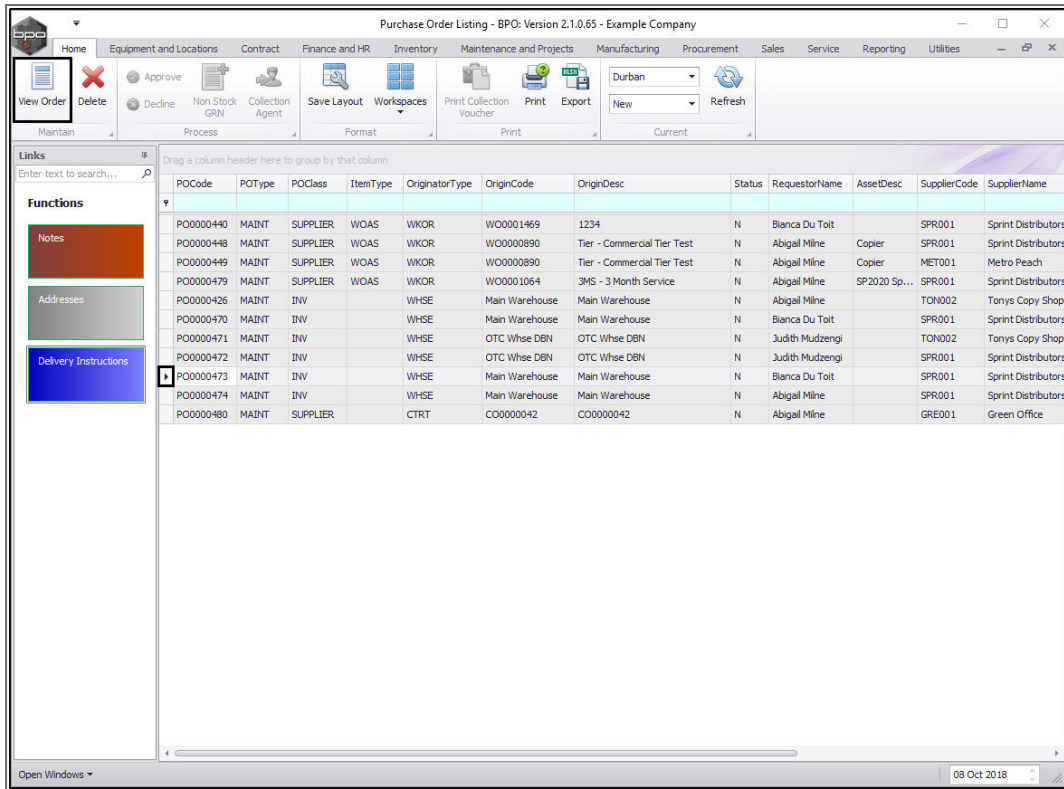 bpo
Purchase Order Listing - BPO: Version 2.1.0.65 - Example Company
Home Equipment and Locations Contract Finance and HR Inventory Maintenance and Projects Manufacturing Procurement Sales Service Reporting Utilities
View Order Delete Approve Decline Non Stock GRN Collection Agent Save Layout Workspaces Print Collection Voucher Print Export Durban New Refresh
Maintain Process Format Print Current
Links
Enter text to search...
Functions
Notes
Addresses
Delivery Instructions
Drag a column header here to group by that column
POCode POType POClass ItemType OriginatorType OriginCode OriginDesc Status RequestorName AssetDesc SupplierCode SupplierName
PO0000440 MAINT SUPPLIER WOAS WKOR WO0001469 1234 N Bianca Du Toit SPR001 Sprint Distributors
PO0000448 MAINT SUPPLIER WOAS WKOR WO0000890 Tier - Commercial Tier Test N Abigail Milne Copier SPR001 Sprint Distributors
PO0000449 MAINT SUPPLIER WOAS WKOR WO0000890 Tier - Commercial Tier Test N Abigail Milne Copier MET001 Metro Peach
PO0000479 MAINT SUPPLIER WOAS WKOR WO0001064 3MS - 3 Month Service N Abigail Milne SP2020 Sp... SPR001 Sprint Distributors
PO0000426 MAINT INV WHSE Main Warehouse Main Warehouse N Abigail Milne TON002 Tonys Copy Shop
PO0000470 MAINT INV WHSE Main Warehouse Main Warehouse N Bianca Du Toit SPR001 Sprint Distributors
PO0000471 MAINT INV WHSE OTC Whse DBN OTC Whse DBN N Judith Mudzengi TON002 Tonys Copy Shop
PO0000472 MAINT INV WHSE OTC Whse DBN OTC Whse DBN N Judith Mudzengi SPR001 Sprint Distributors
PO0000473 MAINT INV WHSE Main Warehouse Main Warehouse N Bianca Du Toit SPR001 Sprint Distributors
PO0000474 MAINT INV WHSE Main Warehouse Main Warehouse N Abigail Milne SPR001 Sprint Distributors
PO0000480 MAINT SUPPLIER CTRT CO0000042 CO0000042 N Abigail Milne GRE001 Green Office
Open Windows
08 Oct 2018